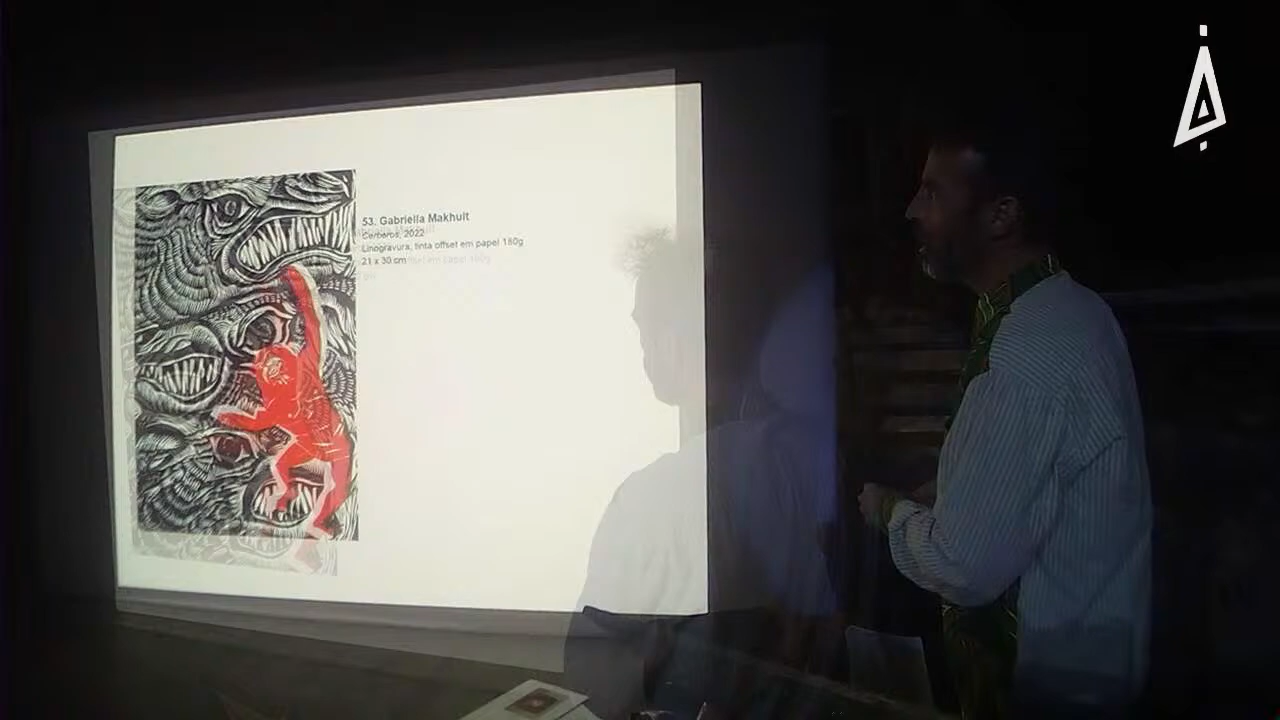 53. Gabriella Makhult
Cerberos, 2022
Linogravura, tinta offset em papel 180g
21 x 30 cm